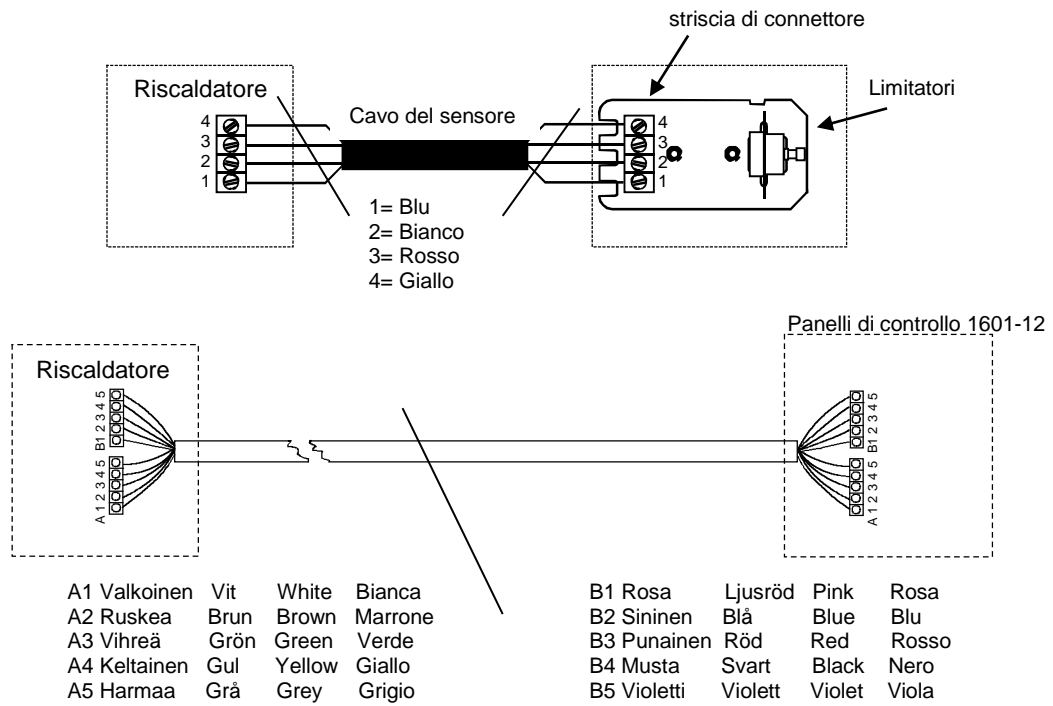 striscia di connettore
Riscaldatore
Limitatori
Cavo del sensore
4
3
2
1
4
3
2
1
1= Blu
2= Bianco
3= Rosso
4= Giallo
Panelli di controllo 1601-12
Riscaldatore
B1 2 3 4 5
A 1 2 3 4 5
B1 2 3 4 5
A 1 2 3 4 5
A1 Valkoinen Vit White Bianca
A2 Ruskea Brun Brown Marrone
A3 Vihreä Grön Green Verde
A4 Keltainen Gul Yellow Giallo
A5 Harmaa Grå Grey Grigio
B1 Rosa Ljusröd Pink Rosa
B2 Sininen Blå Blue Blu
B3 Punainen Röd Red Rosso
B4 Musta Svart Black Nero
B5 Violetti Violett Violet Viola